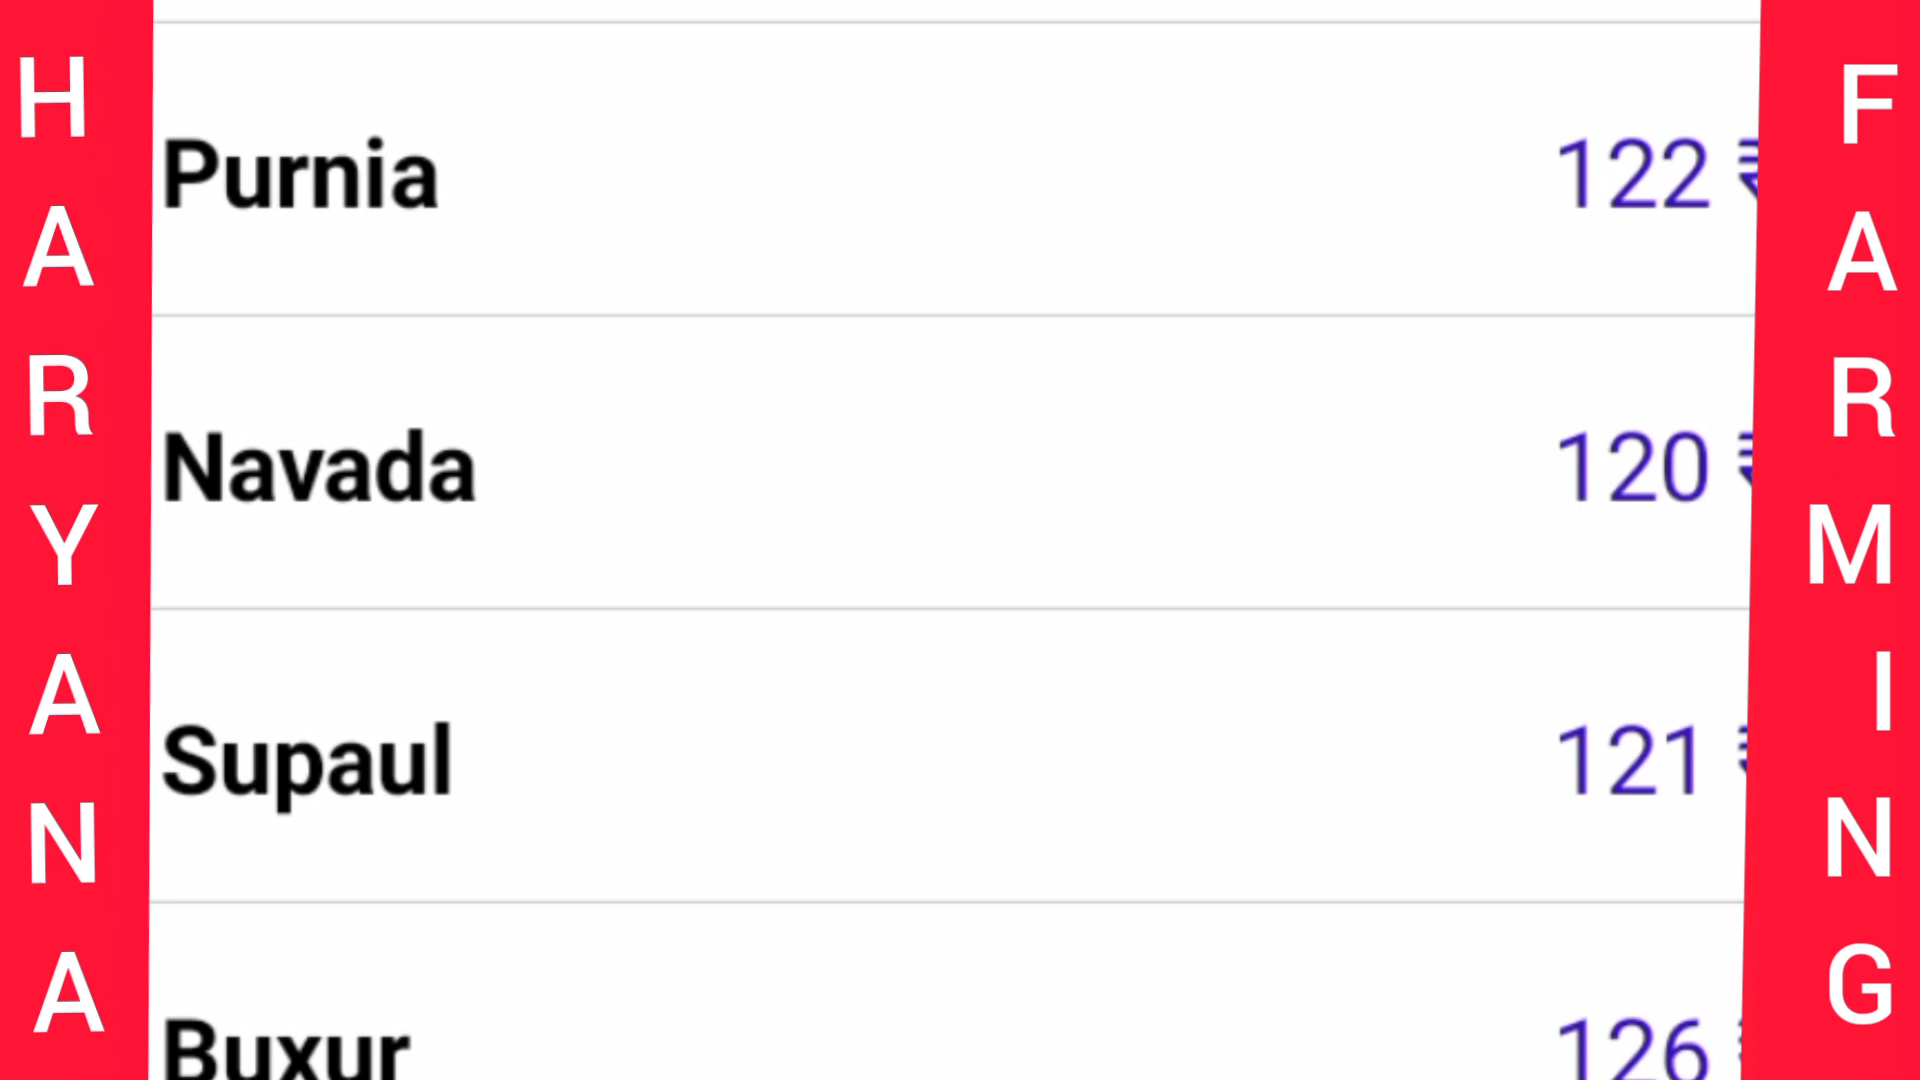 HARYANA
Purnia 122 ₹
Navada 120 ₹
Supaul 121 ₹
Buxur 126 ₹
FARMING